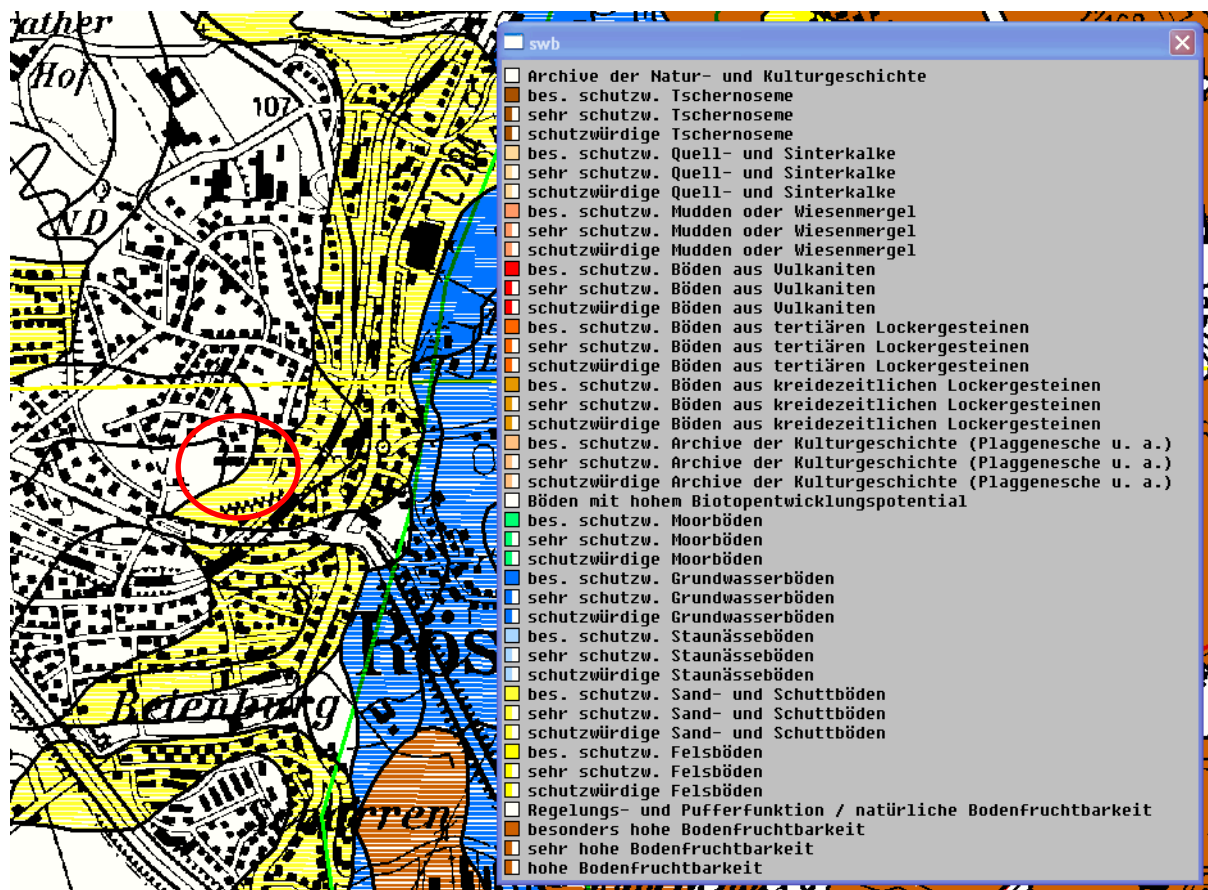 ather
Hof
107
ND
L 284
Ros
Beienburg
Scharren
swb
Archive der Natur- und Kulturgeschichte
bes. schutzw. Tschernoseme
sehr schutzw. Tschernoseme
schutzwürdige Tschernoseme
bes. schutzw. Quell- und Sinterkalke
sehr schutzw. Quell- und Sinterkalke
schutzwürdige Quell- und Sinterkalke
bes. schutzw. Mudden oder Wiesenmergel
sehr schutzw. Mudden oder Wiesenmergel
schutzwürdige Mudden oder Wiesenmergel
bes. schutzw. Böden aus Vulkaniten
sehr schutzw. Böden aus Vulkaniten
schutzwürdige Böden aus Vulkaniten
bes. schutzw. Böden aus tertiären Lockergesteinen
sehr schutzw. Böden aus tertiären Lockergesteinen
schutzwürdige Böden aus tertiären Lockergesteinen
bes. schutzw. Böden aus kreidezeitlichen Lockergesteinen
sehr schutzw. Böden aus kreidezeitlichen Lockergesteinen
schutzwürdige Böden aus kreidezeitlichen Lockergesteinen
bes. schutzw. Archive der Kulturgeschichte (Plaggenesche u. a.)
sehr schutzw. Archive der Kulturgeschichte (Plaggenesche u. a.)
schutzwürdige Archive der Kulturgeschichte (Plaggenesche u. a.)
Böden mit hohem Biotopentwicklungspotential
bes. schutzw. Moorböden
sehr schutzw. Moorböden
schutzwürdige Moorböden
bes. schutzw. Grundwasserböden
sehr schutzw. Grundwasserböden
schutzwürdige Grundwasserböden
bes. schutzw. Staunässeböden
sehr schutzw. Staunässeböden
schutzwürdige Staunässeböden
bes. schutzw. Sand- und Schuttböden
sehr schutzw. Sand- und Schuttböden
schutzwürdige Sand- und Schuttböden
bes. schutzw. Felsböden
sehr schutzw. Felsböden
schutzwürdige Felsböden
Regelungs- und Pufferfunktion / natürliche Bodenfruchtbarkeit
besonders hohe Bodenfruchtbarkeit
sehr hohe Bodenfruchtbarkeit
hohe Bodenfruchtbarkeit